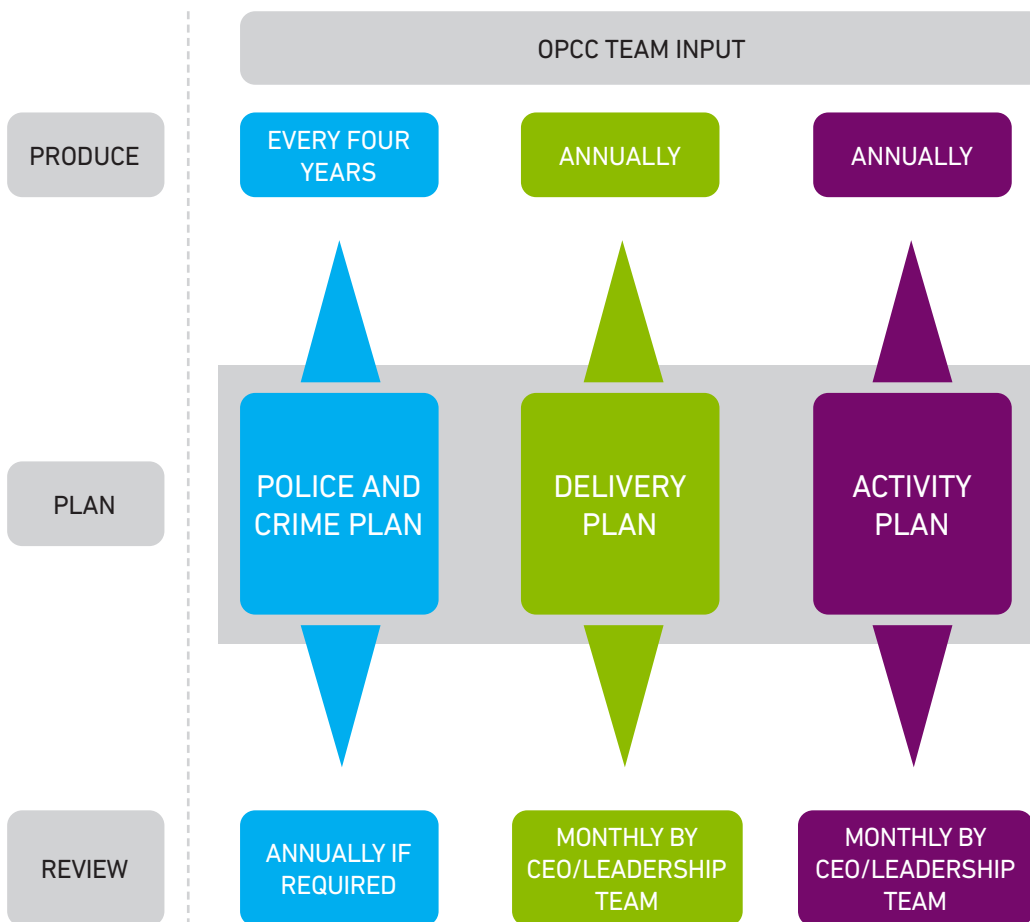 OPCC TEAM INPUT
PRODUCE
EVERY FOUR
YEARS
ANNUALLY
ANNUALLY
PLAN
POLICE AND
CRIME PLAN
DELIVERY
PLAN
ACTIVITY
PLAN
REVIEW
ANNUALLY IF
REQUIRED
MONTHLY BY
CEO/LEADERSHIP
TEAM
MONTHLY BY
CEO/LEADERSHIP
TEAM